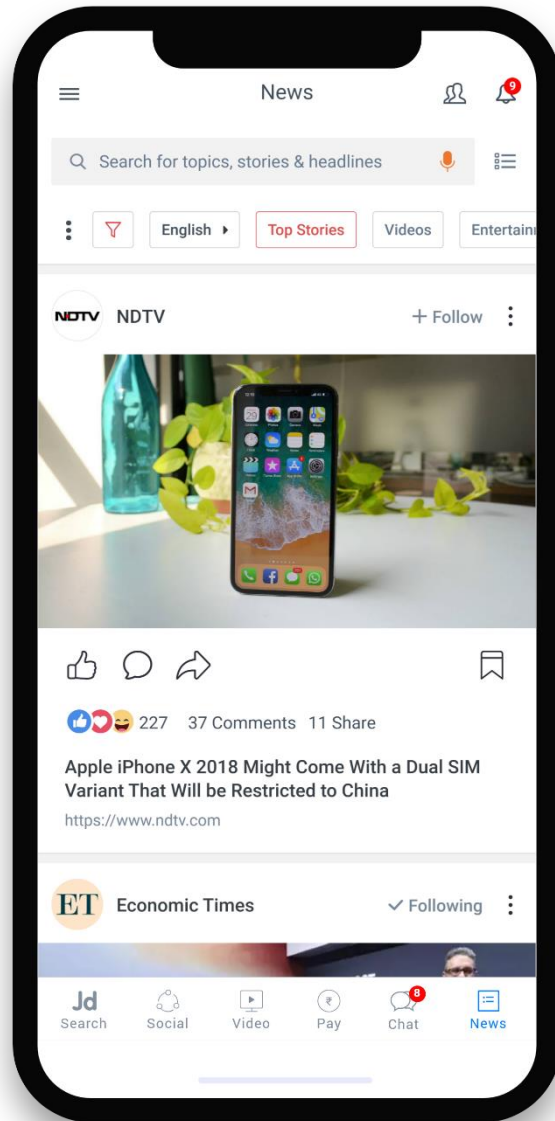 News
9
Search for topics, stories & headlines
English
Top Stories
Videos
Entertain
NDTV
NDTV
+ Follow
227
37 Comments
11 Share
Apple iPhone X 2018 Might Come With a Dual SIM
Variant That Will be Restricted to China
https://www.ndtv.com
ET
Economic Times
Following
Jd
Search
Social
Video
₹
Pay
8
Chat
News